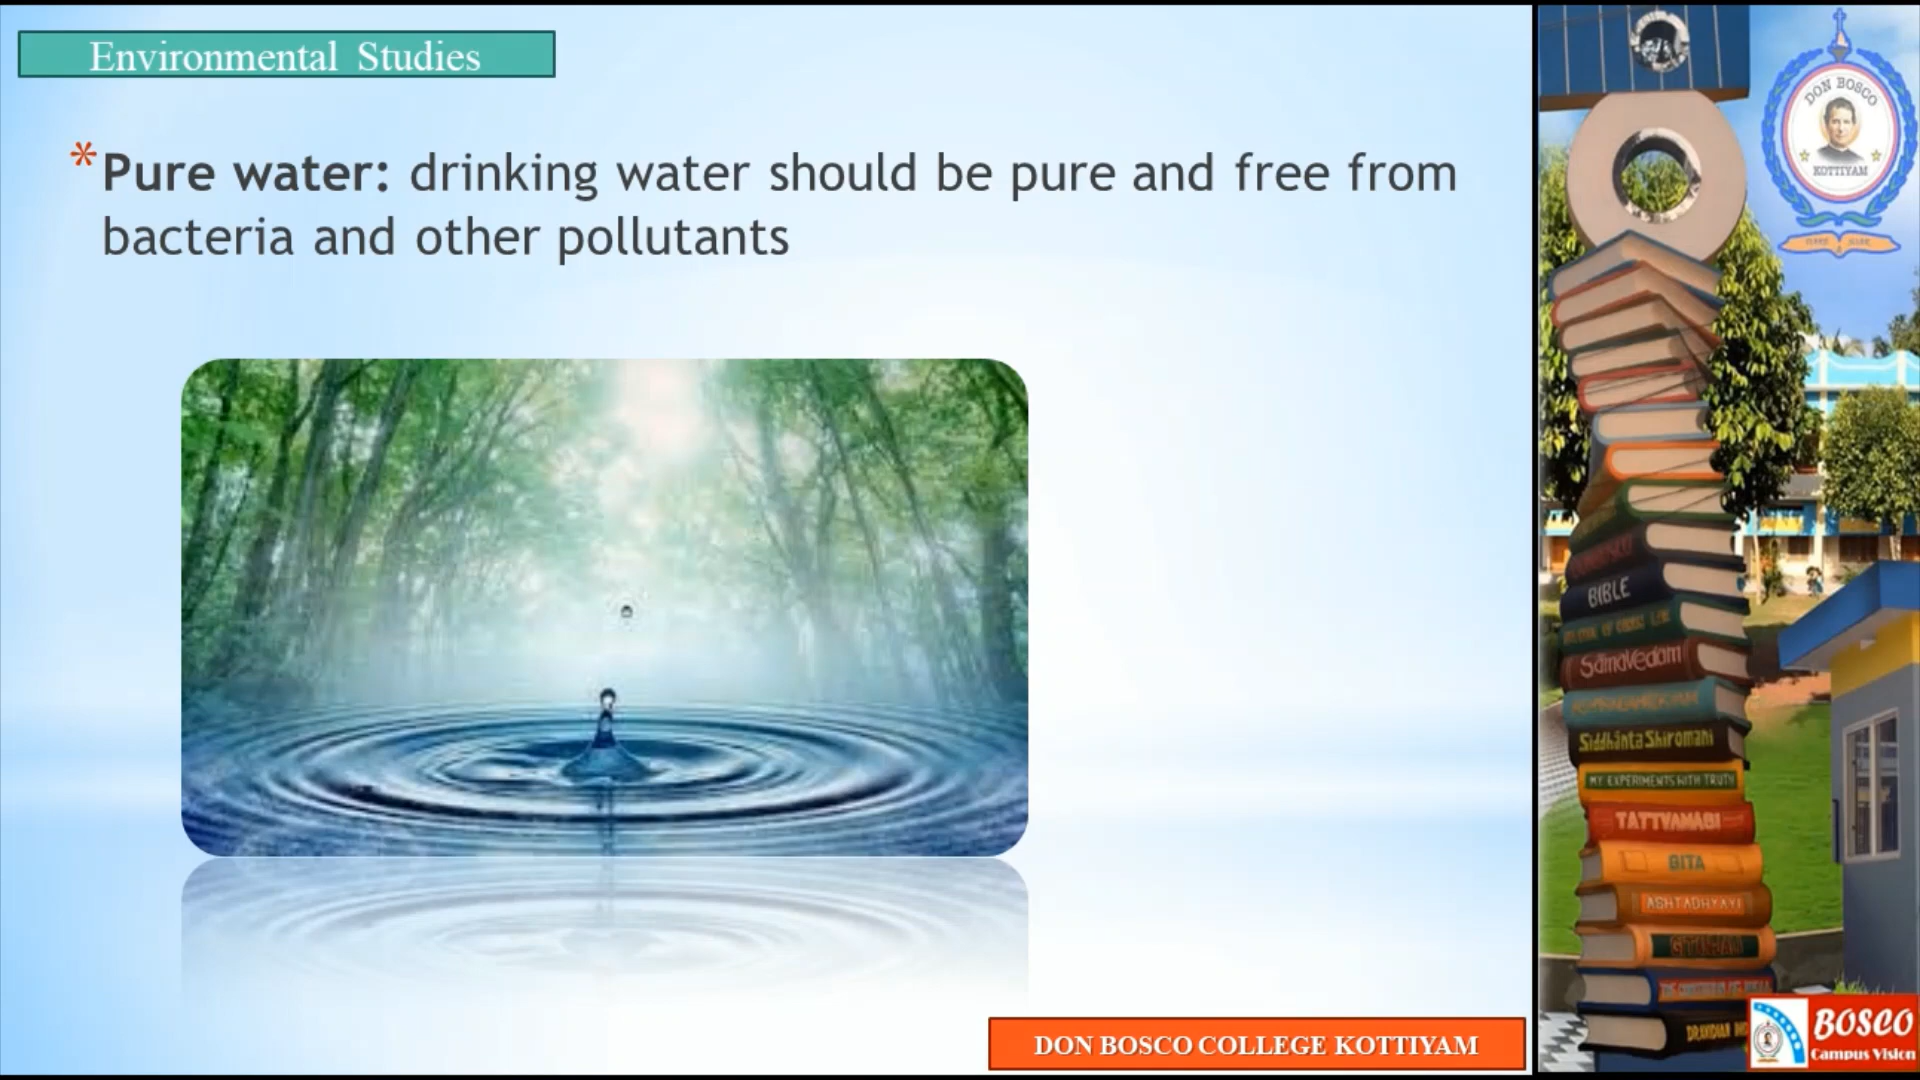 Environmental Studies
* Pure water: drinking water should be pure and free from
bacteria and other pollutants
DON BOSCO COLLEGE KOTTIYAM
DON BOSCO
KOTTIYAM
BIBLE
SamaVedam
Siddhānta Shiromani
MY EXPERIMENTS WITH TRUTH
TATTVAMASI
GITA
ASHTADHYAYI
BOSCO
Campus Vision